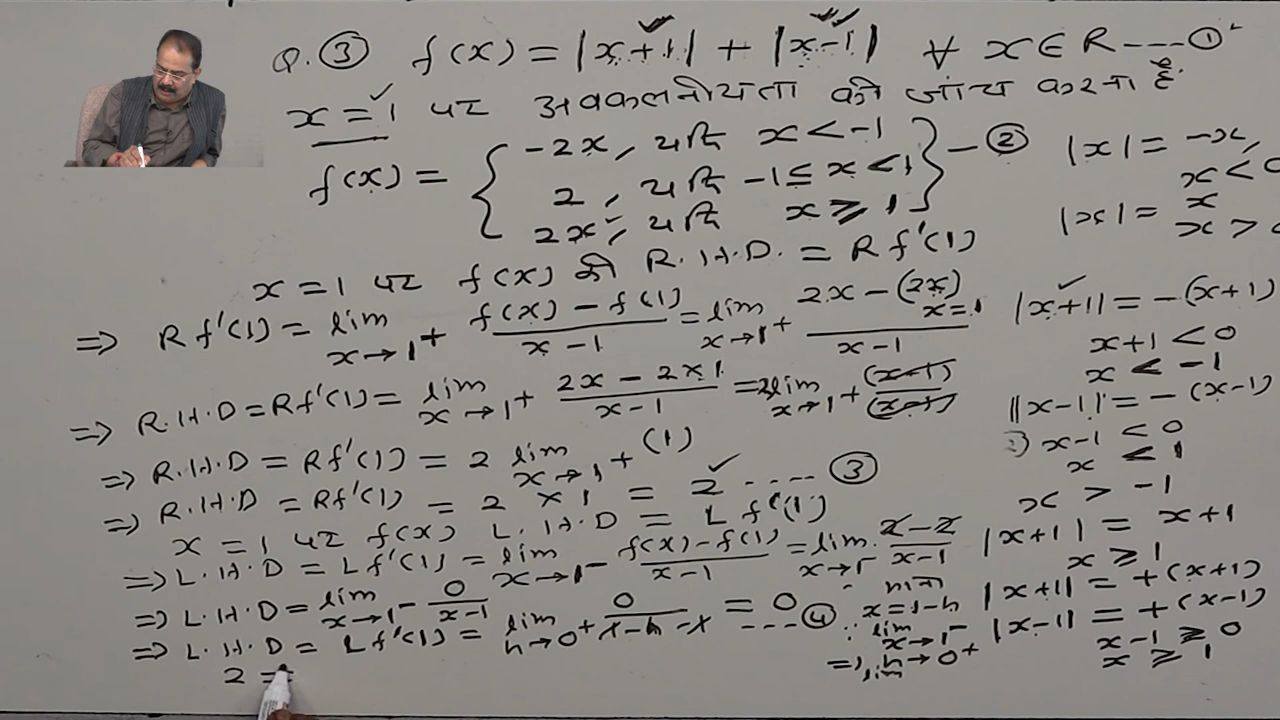 Q. ③ f(x) = |x+1| + |x-1| ∀ x ∈ R ---- ①
x = 1 पर अवकलनीयता की जांच करना है.
f(x) = { -2x, यदि x < -1
2, यदि -1 ≤ x < 1
2x, यदि x ⩾ 1 } — ②
x = 1 पर f(x) की R.H.D. = R f'(1)
⇒ R f'(1) = lim x→1+ (f(x) - f(1))/(x-1) = lim x→1+ (2x - (2x)x=1)/(x-1)
⇒ R.H.D = Rf'(1) = lim x→1+ (2x - 2×1)/(x-1) = 2 lim x→1+ (x-1)/(x-1)
⇒ R.H.D = Rf'(1) = 2 lim x→1+ (1)
⇒ R.H.D = Rf'(1) = 2 × 1 = 2 ---- ③
x = 1 पर f(x) L.H.D = L f'(1)
⇒ L.H.D = Lf'(1) = lim x→1- (f(x) - f(1))/(x-1) = lim x→1- (2-2)/(x-1)
⇒ L.H.D = lim x→1- 0/(x-1)
⇒ L.H.D = Lf'(1) = lim h→0+ 0/(1-h-1) = 0 ---- ④
2 =
|x| = -x, x < 0
|x| = x
x >
|x+1| = -(x+1)
x+1 < 0
x < -1
||x-1| = -(x-1)
x-1 < 0
x < 1
x > -1
|x+1| = x+1
x ⩾ 1
|x+1| = +(x+1)
|x-1| = +(x-1)
x-1 ⩾ 0
x ⩾ 1
x = 1-h
∵ lim x→1-
⇒ lim h→0+